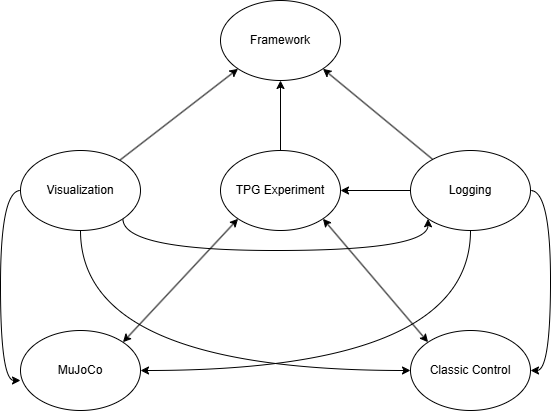 Framework
Visualization
TPG Experiment
Logging
MuJoCo
Classic Control